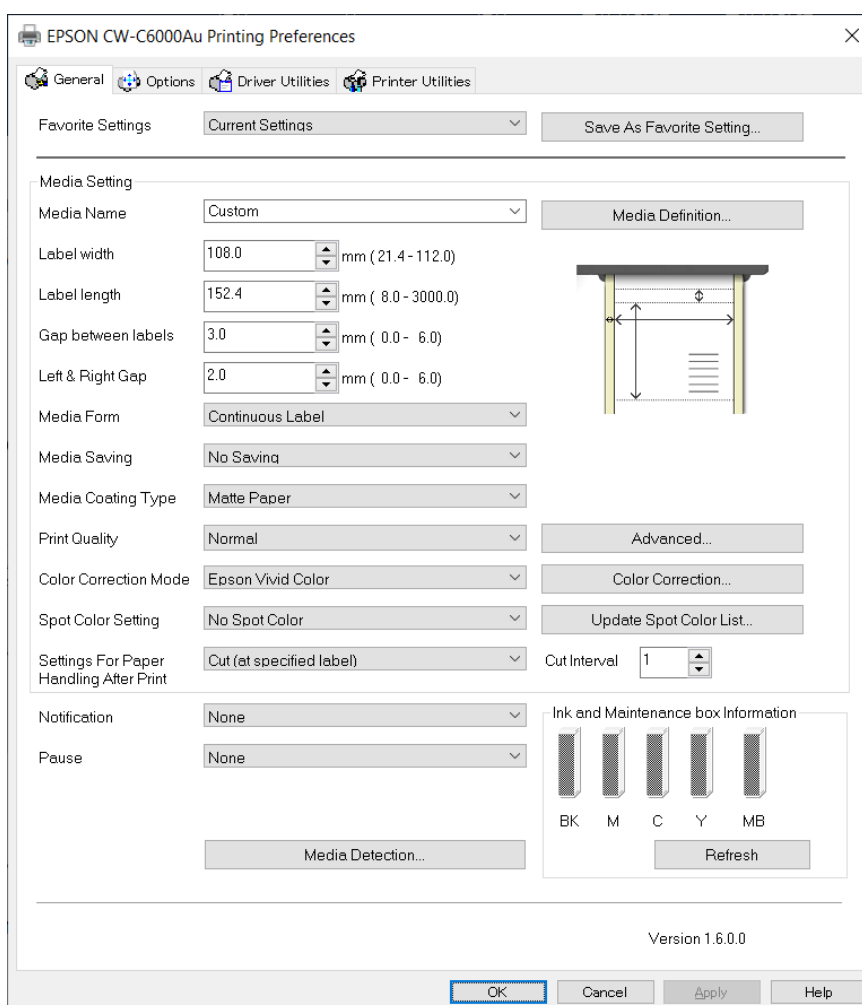 EPSON CW-C6000Au Printing Preferences
General Options Driver Utilities Printer Utilities
Favorite Settings Current Settings Save As Favorite Setting...
Media Setting
Media Name Custom Media Definition...
Label width 108.0 mm ( 21.4 - 112.0)
Label length 152.4 mm ( 8.0 - 3000.0)
Gap between labels 3.0 mm ( 0.0 - 6.0)
Left & Right Gap 2.0 mm ( 0.0 - 6.0)
Media Form Continuous Label
Media Saving No Saving
Media Coating Type Matte Paper
Print Quality Normal Advanced...
Color Correction Mode Epson Vivid Color Color Correction...
Spot Color Setting No Spot Color Update Spot Color List...
Settings For Paper Cut (at specified label) Cut Interval 1
Handling After Print
Notification None Ink and Maintenance box Information
Pause None
BK M C Y MB
Media Detection... Refresh
Version 1.6.0.0
OK Cancel Apply Help